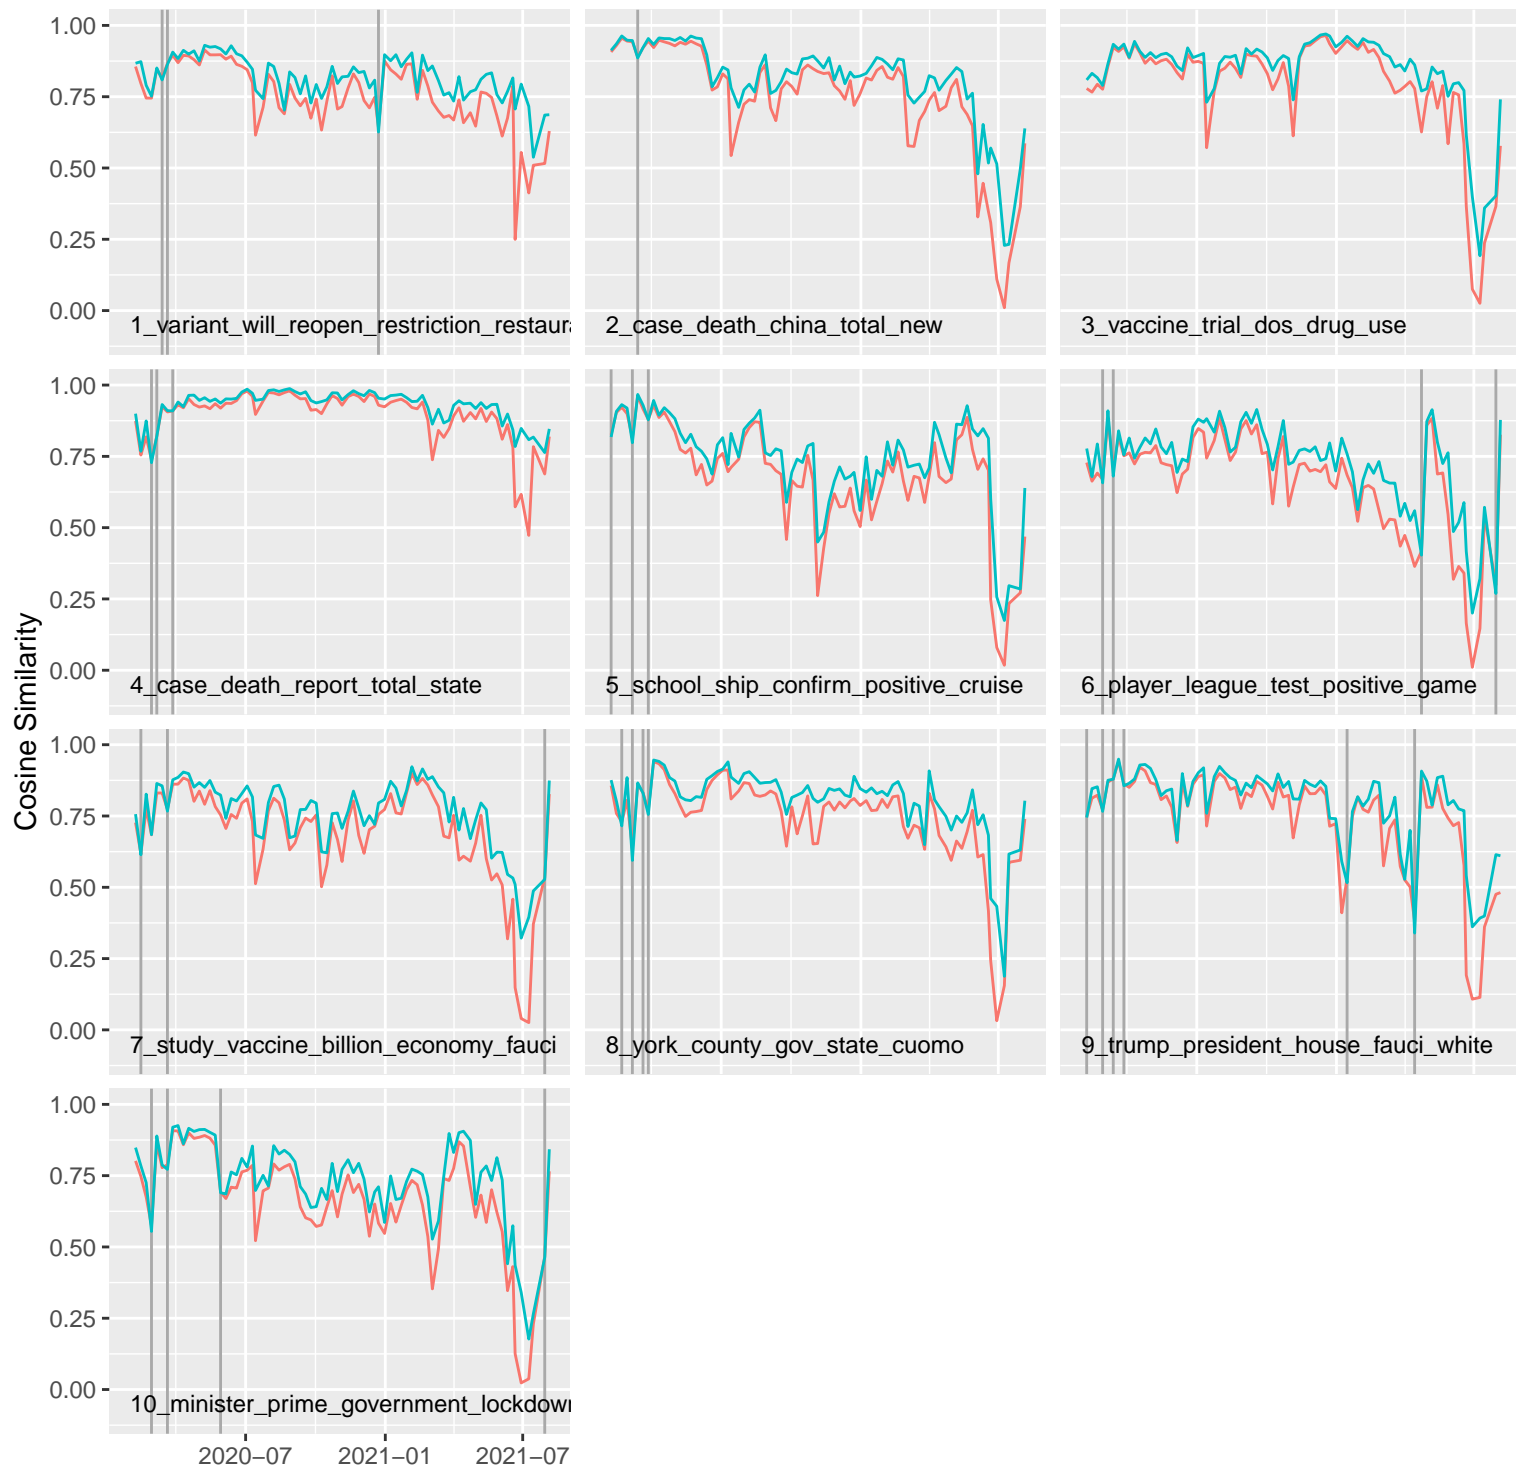 1.00
0.75
0.50
0.25
0.00
1_variant_will_reopen_restriction_restaura
2_case_death_china_total_new
3_vaccine_trial_dos_drug_use
1.00
0.75
0.50
0.25
0.00
4_case_death_report_total_state
5_school_ship_confirm_positive_cruise
6_player_league_test_positive_game
Cosine Similarity
1.00
0.75
0.50
0.25
0.00
7_study_vaccine_billion_economy_fauci
8_york_county_gov_state_cuomo
9_trump_president_house_fauci_white
1.00
0.75
0.50
0.25
0.00
10_minister_prime_government_lockdown
2020−07
2021−01
2021−07